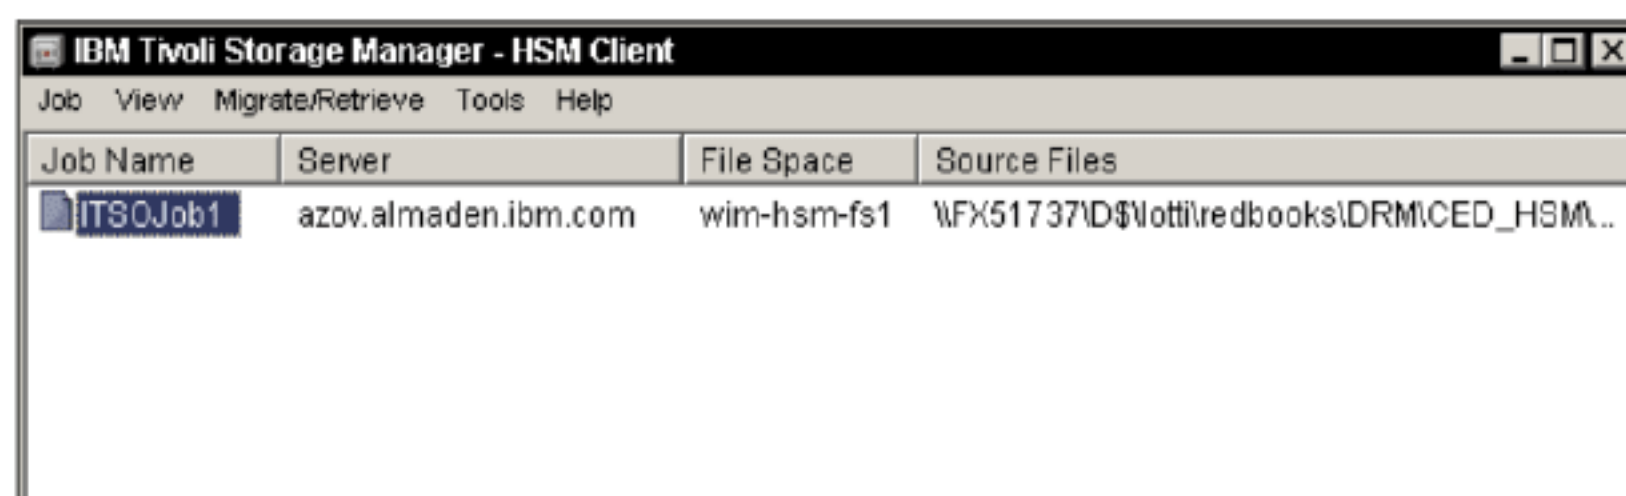 IBM Tivoli Storage Manager - HSM Client
Job View Migrate/Retrieve Tools Help
Job Name Server File Space Source Files
ITSOJob1 azov.almaden.ibm.com wim-hsm-fs1 \\FX51737\D$\lotti\redbooks\DRM\CED_HSM\...